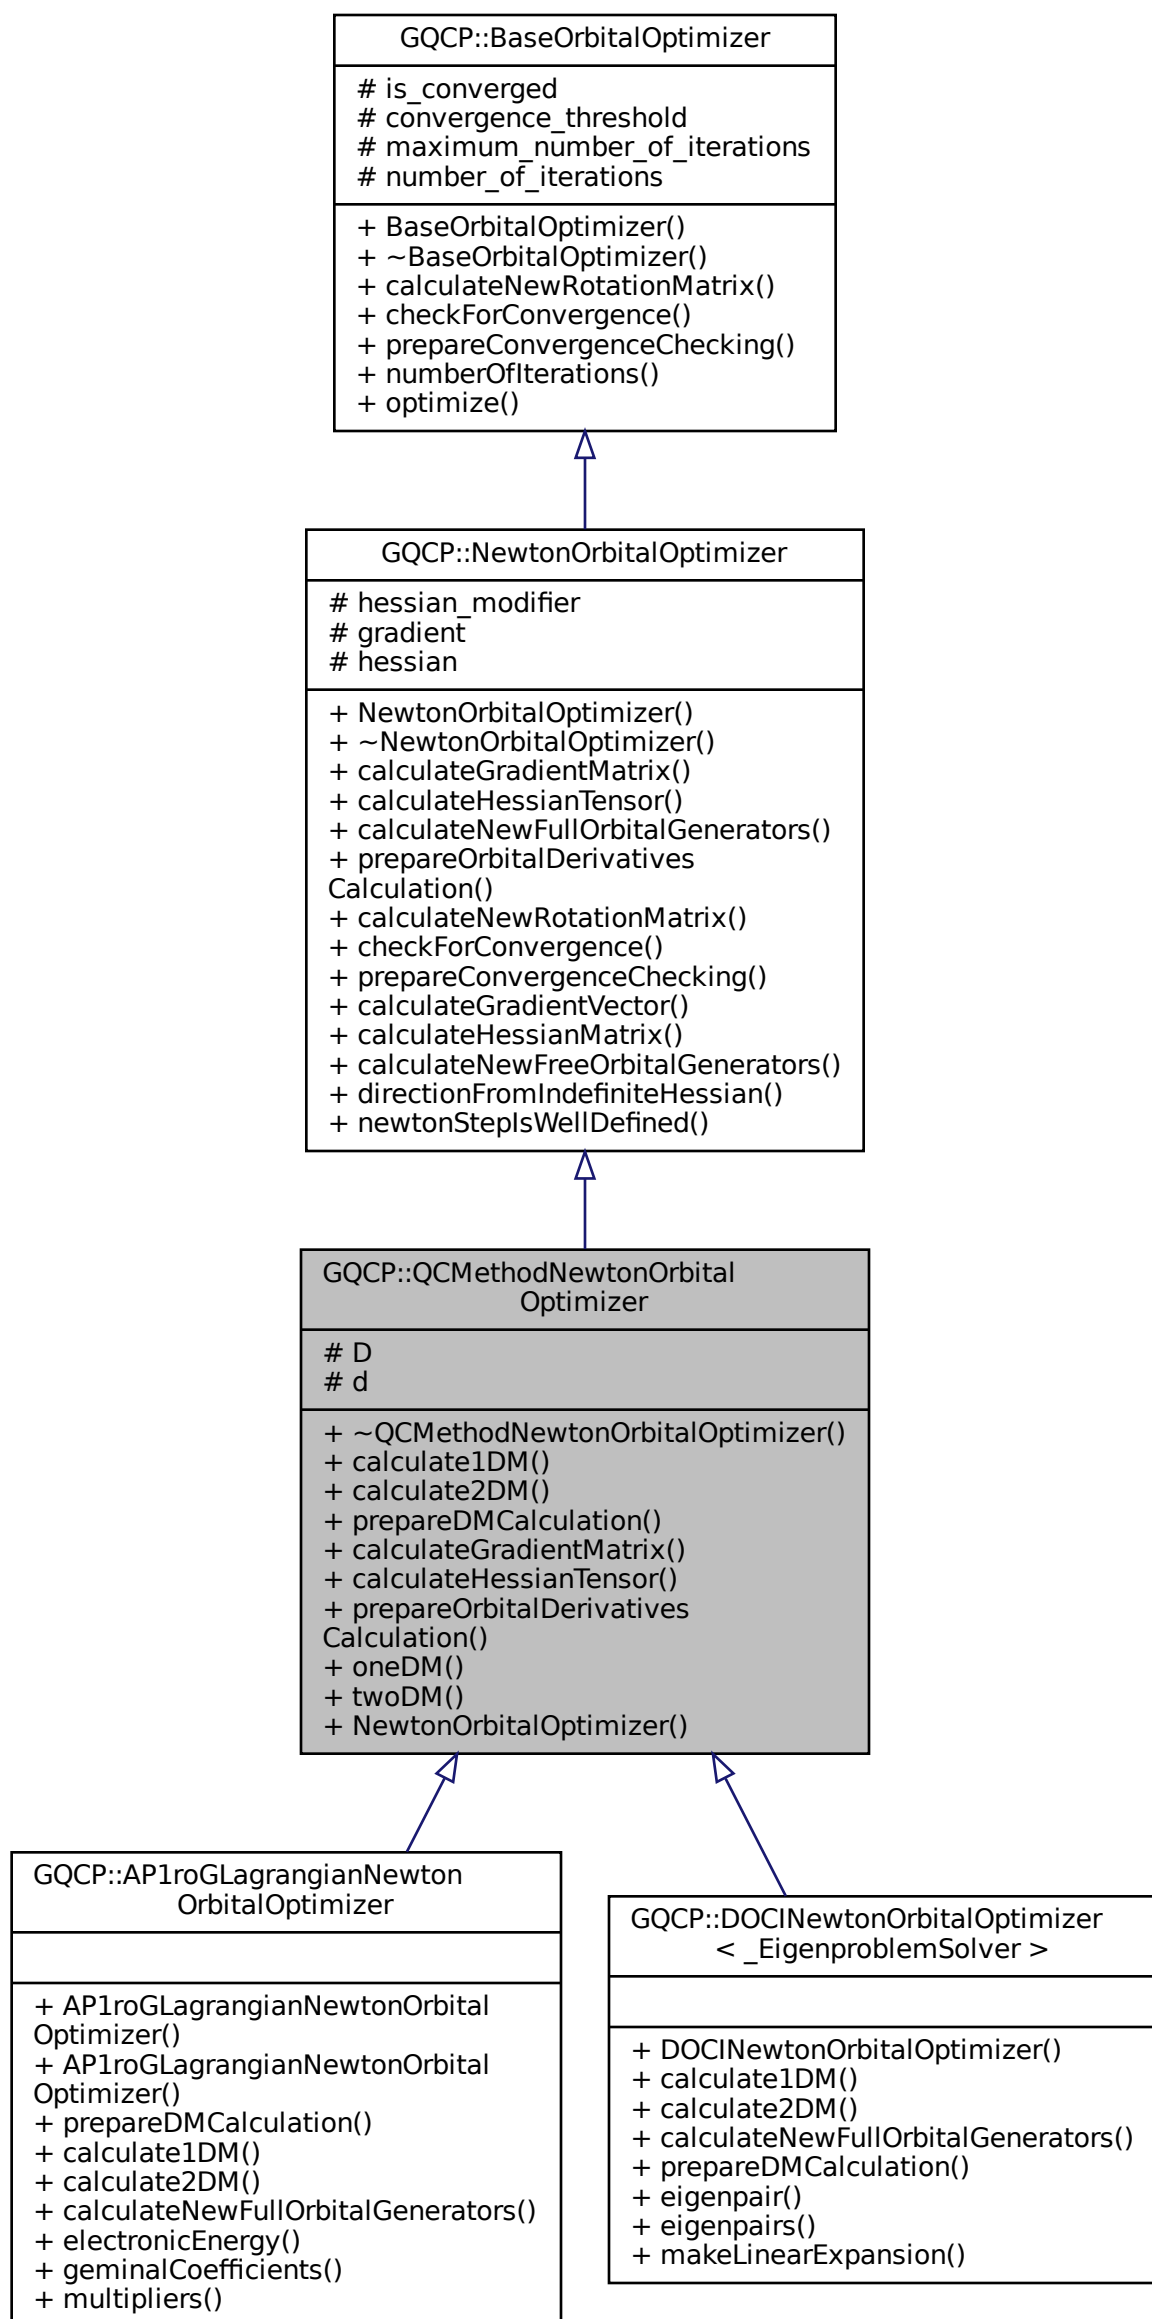 GQCP::BaseOrbitalOptimizer
# is_converged
# convergence_threshold
# maximum_number_of_iterations
# number_of_iterations
+ BaseOrbitalOptimizer()
+ ~BaseOrbitalOptimizer()
+ calculateNewRotationMatrix()
+ checkForConvergence()
+ prepareConvergenceChecking()
+ numberOfIterations()
+ optimize()
GQCP::NewtonOrbitalOptimizer
# hessian_modifier
# gradient
# hessian
+ NewtonOrbitalOptimizer()
+ ~NewtonOrbitalOptimizer()
+ calculateGradientMatrix()
+ calculateHessianTensor()
+ calculateNewFullOrbitalGenerators()
+ prepareOrbitalDerivatives
Calculation()
+ calculateNewRotationMatrix()
+ checkForConvergence()
+ prepareConvergenceChecking()
+ calculateGradientVector()
+ calculateHessianMatrix()
+ calculateNewFreeOrbitalGenerators()
+ directionFromIndefiniteHessian()
+ newtonStepIsWellDefined()
GQCP::QCMethodNewtonOrbital
Optimizer
# D
# d
+ ~QCMethodNewtonOrbitalOptimizer()
+ calculate1DM()
+ calculate2DM()
+ prepareDMCalculation()
+ calculateGradientMatrix()
+ calculateHessianTensor()
+ prepareOrbitalDerivatives
Calculation()
+ oneDM()
+ twoDM()
+ NewtonOrbitalOptimizer()
GQCP::AP1roGLagrangianNewton
OrbitalOptimizer
+ AP1roGLagrangianNewtonOrbital
Optimizer()
+ AP1roGLagrangianNewtonOrbital
Optimizer()
+ prepareDMCalculation()
+ calculate1DM()
+ calculate2DM()
+ calculateNewFullOrbitalGenerators()
+ electronicEnergy()
+ geminalCoefficients()
+ multipliers()
GQCP::DOCINewtonOrbitalOptimizer
< _EigenproblemSolver >
+ DOCINewtonOrbitalOptimizer()
+ calculate1DM()
+ calculate2DM()
+ calculateNewFullOrbitalGenerators()
+ prepareDMCalculation()
+ eigenpair()
+ eigenpairs()
+ makeLinearExpansion()